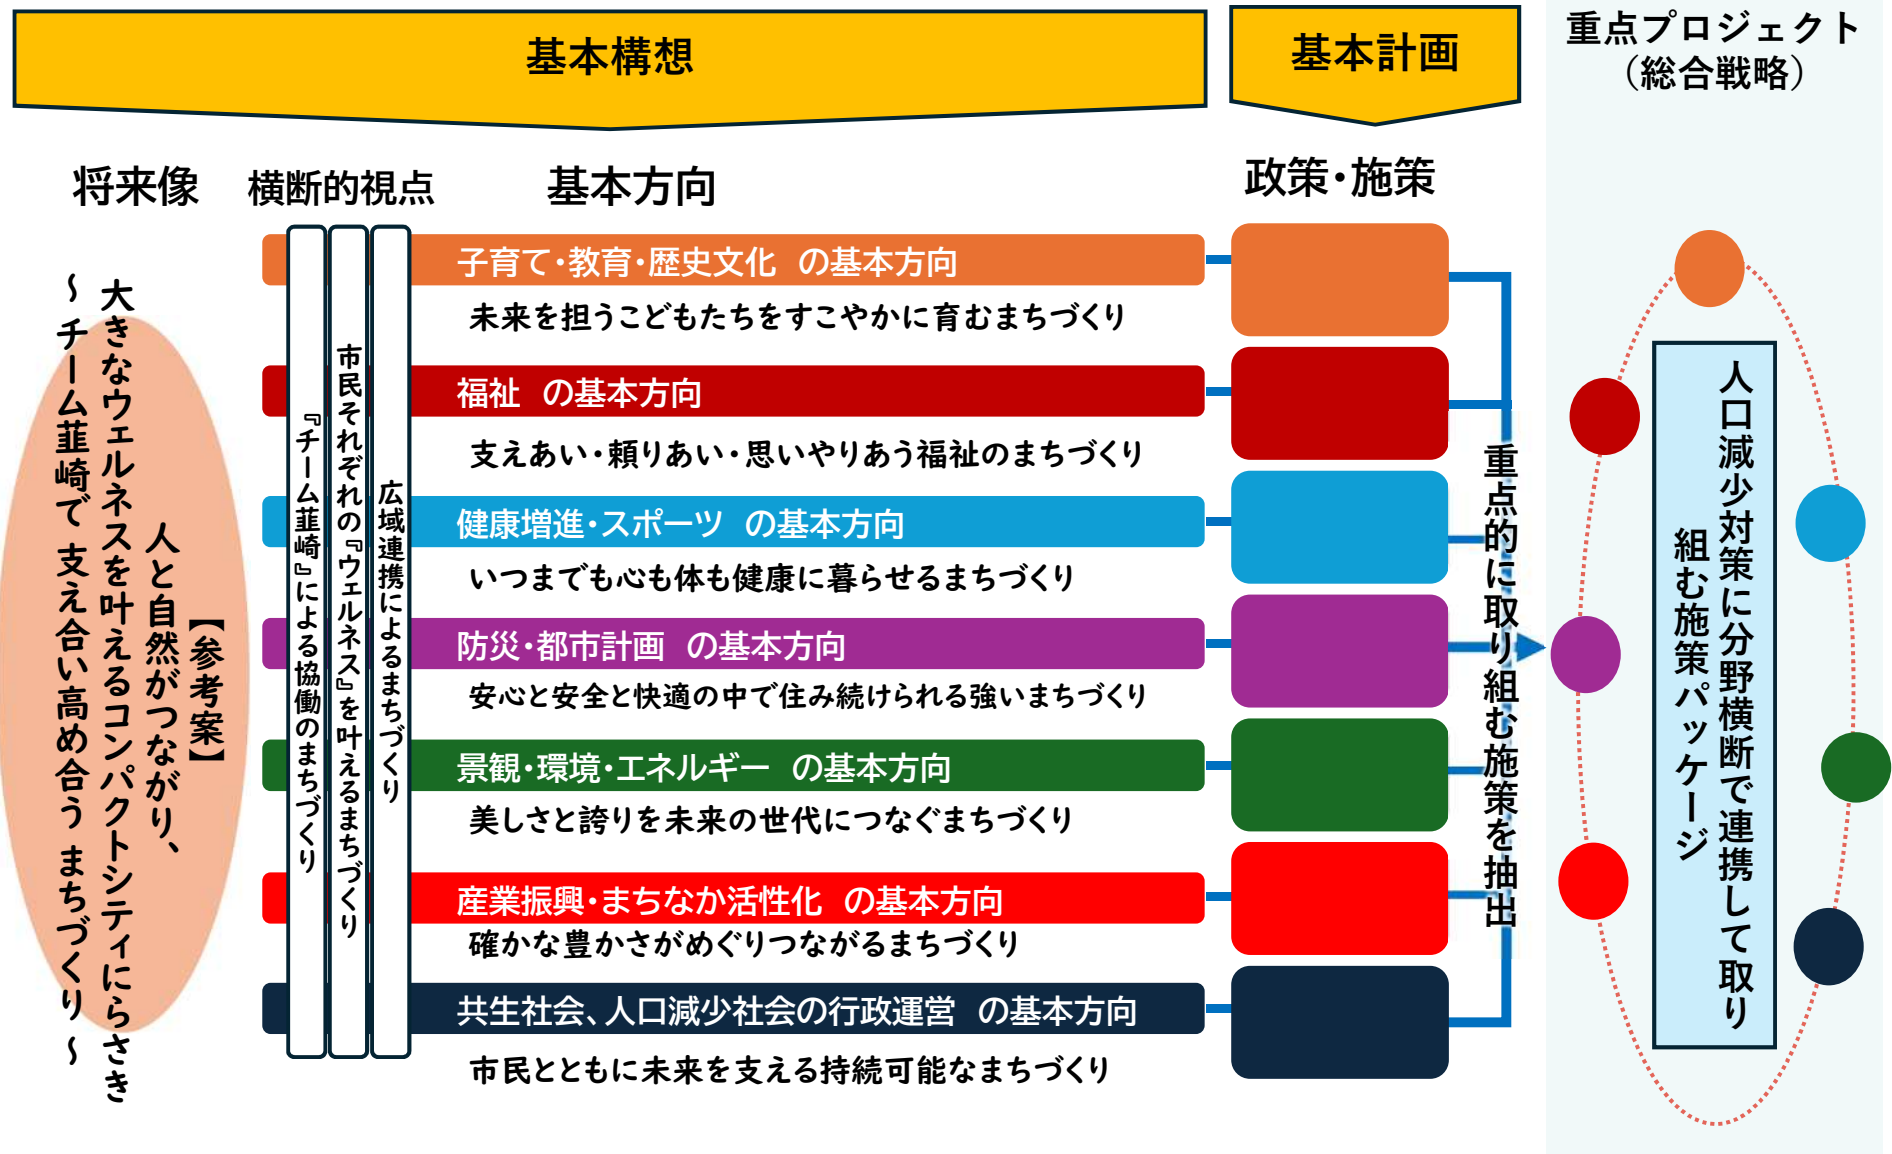 基本構想
基本計画
重点プロジェクト
（総合戦略）
将来像
横断的視点
基本方向
政策・施策
【参考案】
人と自然がつながり、
大きなウェルネスを叶えるコンパクトシティにらさき
～チーム韮崎で 支え合い高め合う まちづくり～
『チーム韮崎』による協働のまちづくり
市民それぞれの『ウェルネス』を叶えるまちづくり
広域連携によるまちづくり
子育て・教育・歴史文化　の基本方向
未来を担うこどもたちをすこやかに育むまちづくり
福祉　の基本方向
支えあい・頼りあい・思いやりあう福祉のまちづくり
健康増進・スポーツ　の基本方向
いつまでも心も体も健康に暮らせるまちづくり
防災・都市計画　の基本方向
安心と安全と快適の中で住み続けられる強いまちづくり
景観・環境・エネルギー　の基本方向
美しさと誇りを未来の世代につなぐまちづくり
産業振興・まちなか活性化　の基本方向
確かな豊かさがめぐりつながるまちづくり
共生社会、人口減少社会の行政運営　の基本方向
市民とともに未来を支える持続可能なまちづくり
重点的に取り組む施策を抽出
人口減少対策に分野横断で連携して取り
組む施策パッケージ